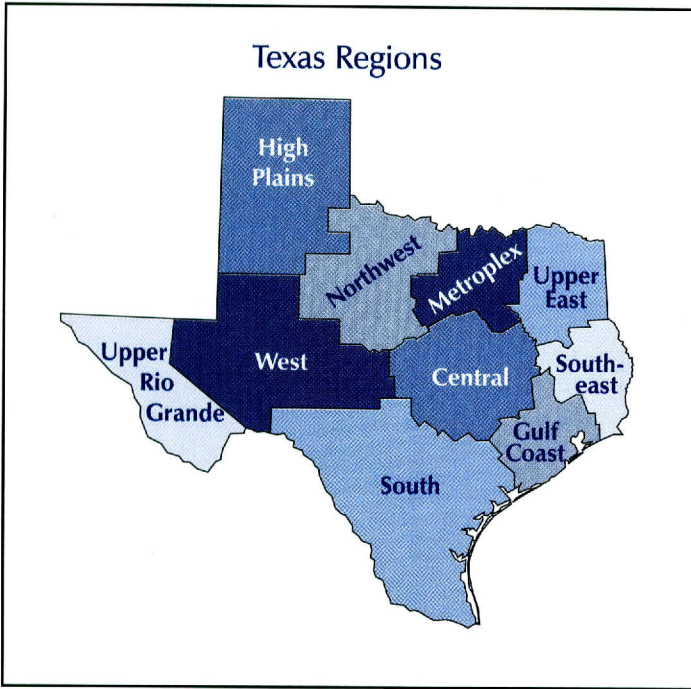 Texas Regions
High
Plains
Northwest
Metroplex
Upper
East
Upper
Rio
Grande
West
Central
South-
east
Gulf
Coast
South